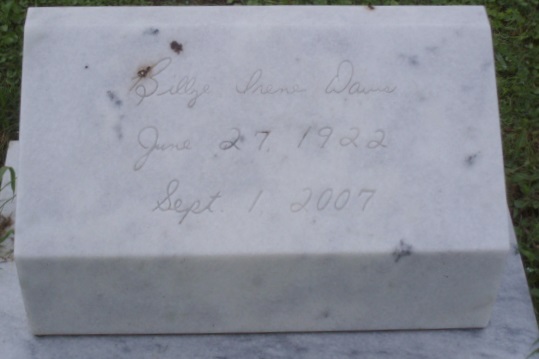 Billye Irene Davis
June 27, 1922
Sept. 1 2007